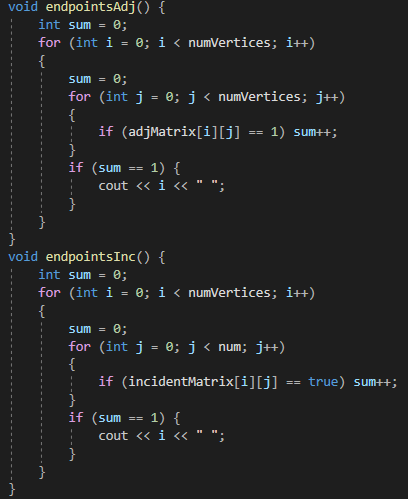 void endpointsAdj() {
    int sum = 0;
    for (int i = 0; i < numVertices; i++)
    {
        sum = 0;
        for (int j = 0; j < numVertices; j++)
        {
            if (adjMatrix[i][j] == 1) sum++;
        }
        if (sum == 1) {
            cout << i << " ";
        }
    }
}
void endpointsInc() {
    int sum = 0;
    for (int i = 0; i < numVertices; i++)
    {
        sum = 0;
        for (int j = 0; j < num; j++)
        {
            if (incidentMatrix[i][j] == true) sum++;
        }
        if (sum == 1) {
            cout << i << " ";
        }
    }
}